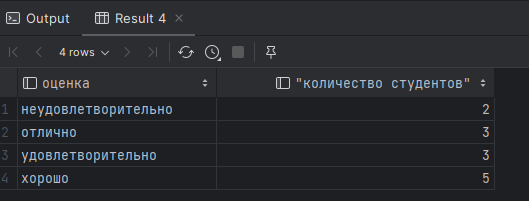 Output Result 4
4 rows
оценка "количество студентов"
1 неудовлетворительно 2
2 отлично 3
3 удовлетворительно 3
4 хорошо 5